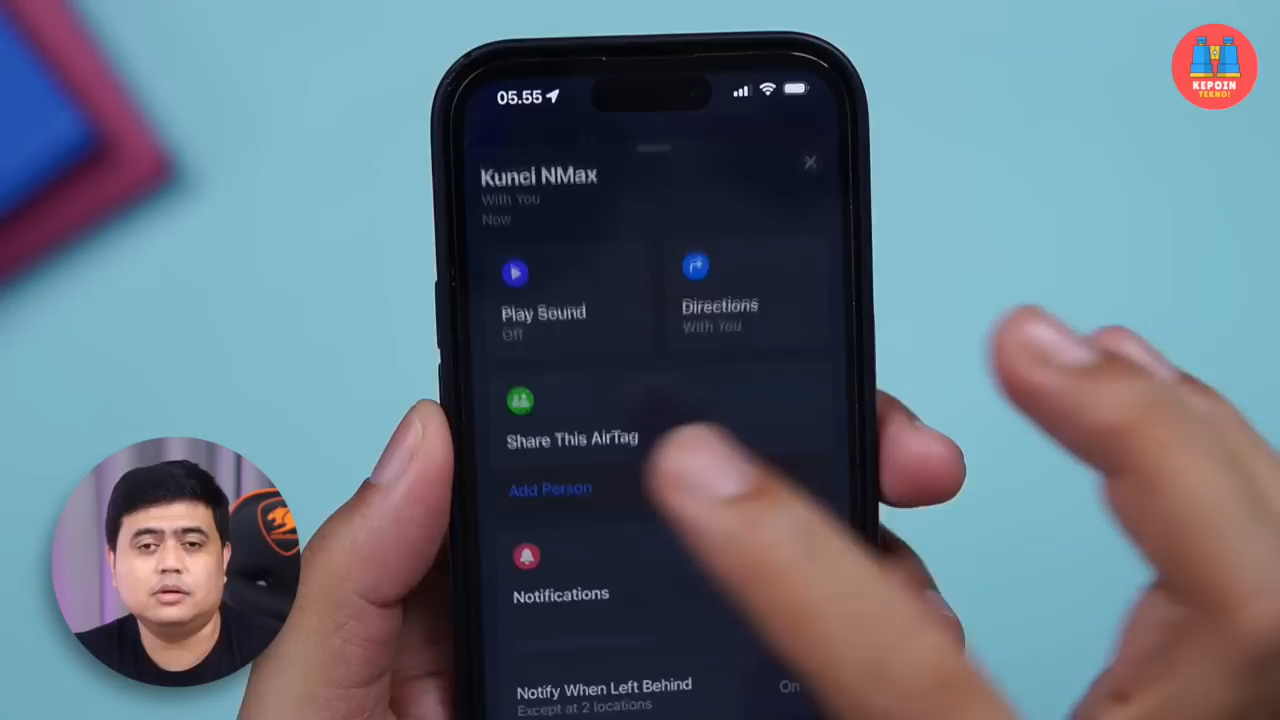 KEPOIN
TEKNO!
05.55
Kunci NMax
With You
Now
Play Sound
Off
Directions
With You
Share This AirTag
Add Person
Notifications
Notify When Left Behind
On
Except at 2 locations